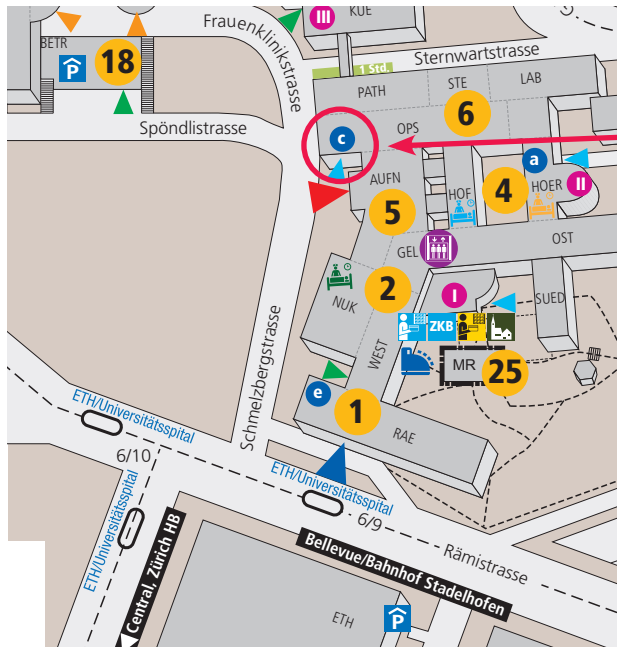 KUE
III
Frauenklinikstrasse
BETR
P
18
Sternwartstrasse
1 Std.
PATH
STE
LAB
6
Spöndlistrasse
OPS
c
a
AUFN
HOF
4
HOER
II
5
GEL
OST
2
I
NUK
SUED
ZKB
WEST
MR
25
Schmelzbergstrasse
e
1
RAE
ETH/Universitätsspital
6/10
ETH/Universitätsspital
6/9
ETH/Universitätsspital
Rämistrasse
Bellevue/Bahnhof Stadelhofen
Central, Zürich HB
ETH
P